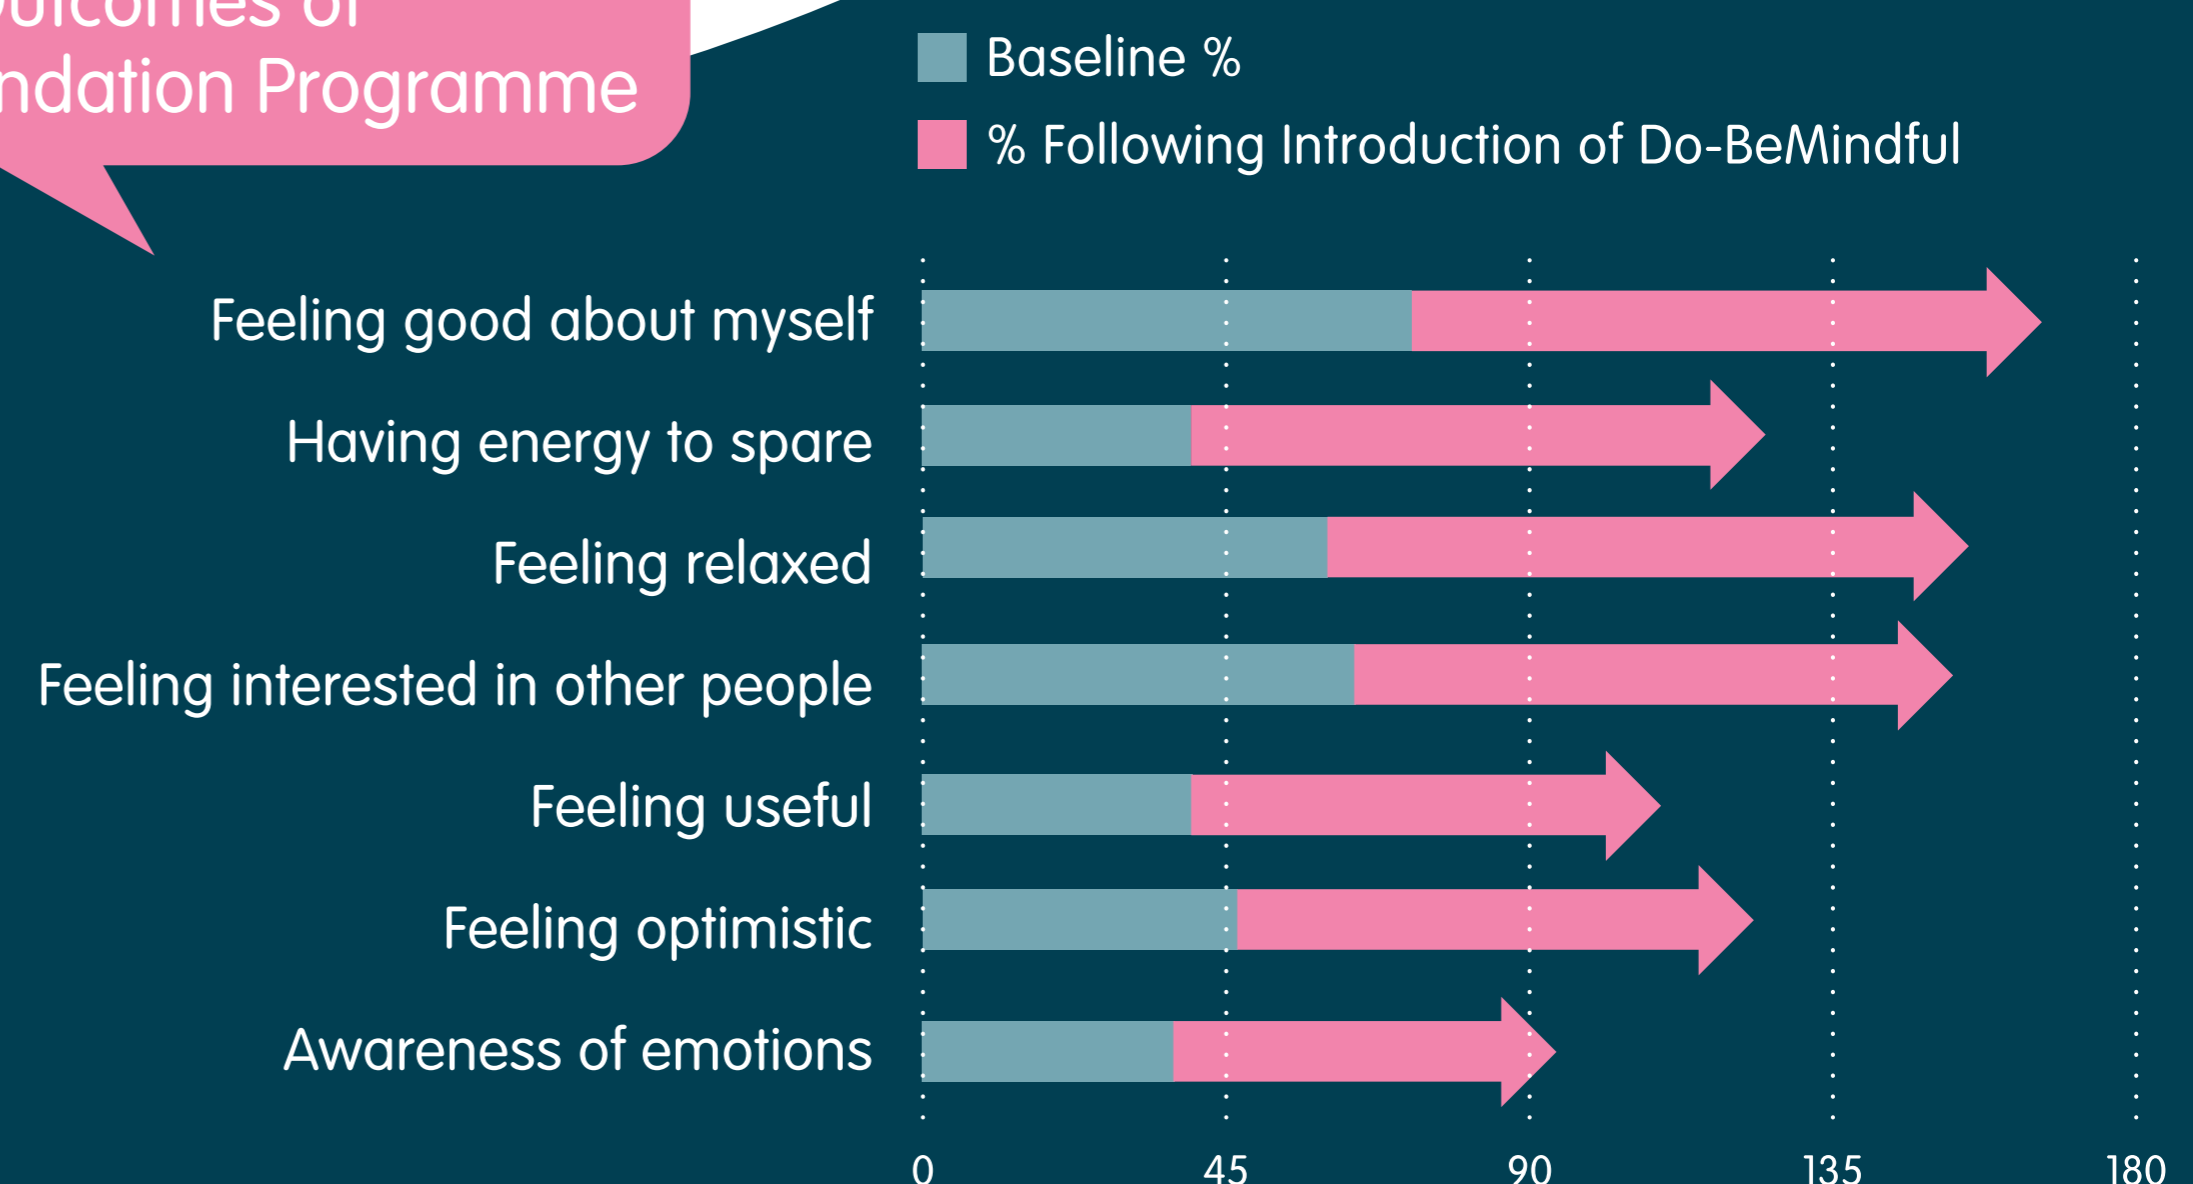 of
Programme
Baseline %
% Following Introduction of Do-BeMindful
Feeling good about myself
Having energy to spare
Feeling relaxed
Feeling interested in other people
Feeling useful
Feeling optimistic
Awareness of emotions
0 45 90 135 180